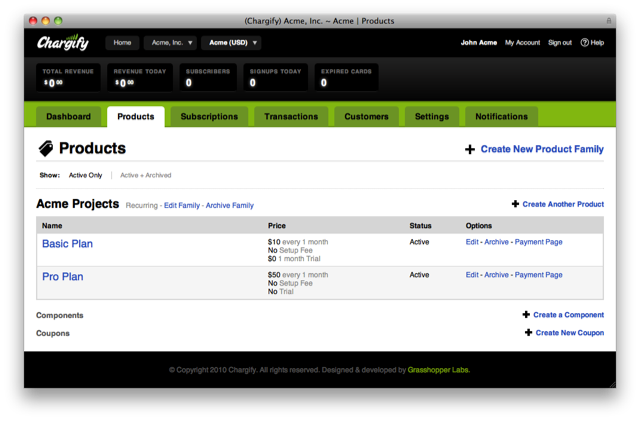 (Chargify) Acme, Inc. ~ Acme | Products
Chargify Home Acme, Inc. ▾ Acme (USD) ▾ John Acme My Account Sign out Help
TOTAL REVENUE REVENUE TODAY SUBSCRIBERS SIGNUPS TODAY EXPIRED CARDS
$0.00 $0.00 0 0 0
Dashboard Products Subscriptions Transactions Customers Settings Notifications
Products + Create New Product Family
Show: Active Only | Active + Archived
Acme Projects Recurring - Edit Family - Archive Family + Create Another Product
Name Price Status Options
Basic Plan $10 every 1 month Active Edit - Archive - Payment Page
No Setup Fee
$0 1 month Trial
Pro Plan $50 every 1 month Active Edit - Archive - Payment Page
No Setup Fee
No Trial
Components + Create a Component
Coupons + Create New Coupon
© Copyright 2010 Chargify. All rights reserved. Designed & developed by Grasshopper Labs.